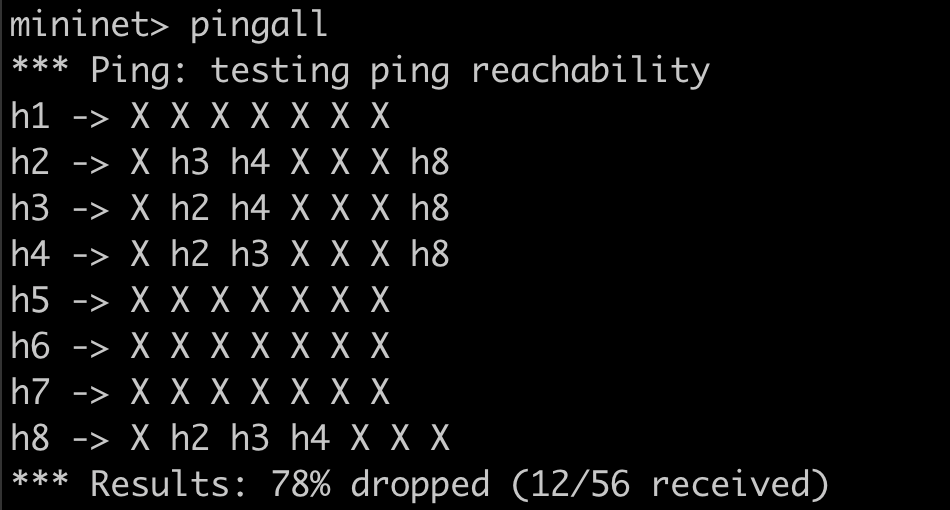 mininet> pingall
*** Ping: testing ping reachability
h1 -> X X X X X X X
h2 -> X h3 h4 X X X h8
h3 -> X h2 h4 X X X h8
h4 -> X h2 h3 X X X h8
h5 -> X X X X X X X
h6 -> X X X X X X X
h7 -> X X X X X X X
h8 -> X h2 h3 h4 X X X
*** Results: 78% dropped (12/56 received)